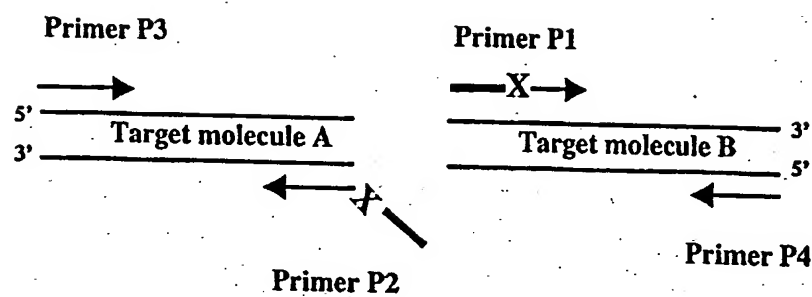 Primer P3
Primer P1
X
5’
Target molecule A
3’
Target molecule B
3’
5’
X
Primer P4
Primer P2